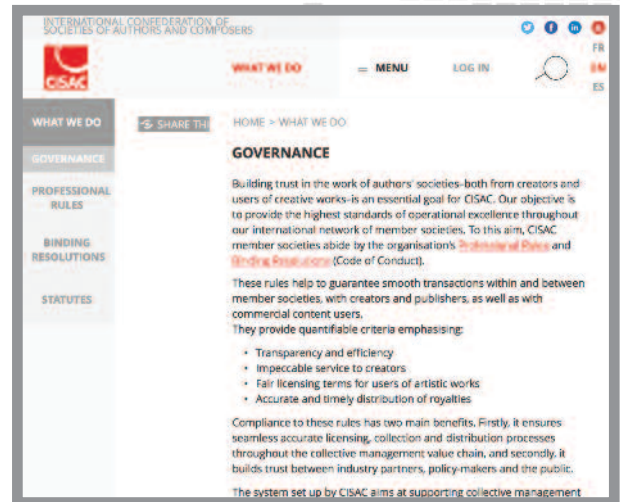 INTERNATIONAL CONFEDERATION OF
SOCIETIES OF AUTHORS AND COMPOSERS
FR
CISAC
WHAT WE DO
= MENU
LOG IN
EN
ES
WHAT WE DO
SHARE THI
HOME > WHAT WE DO
GOVERNANCE
GOVERNANCE
PROFESSIONAL
RULES
BINDING
RESOLUTIONS
STATUTES
Building trust in the work of authors' societies–both from creators and
users of creative works–is an essential goal for CISAC. Our objective is
to provide the highest standards of operational excellence throughout
our international network of member societies. To this aim, CISAC
member societies abide by the organisation's Professional Rules and
Binding Resolutions (Code of Conduct).
These rules help to guarantee smooth transactions within and between
member societies, with creators and publishers, as well as with
commercial content users.
They provide quantifiable criteria emphasising:
• Transparency and efficiency
• Impeccable service to creators
• Fair licensing terms for users of artistic works
• Accurate and timely distribution of royalties
Compliance to these rules has two main benefits. Firstly, it ensures
seamless accurate licensing, collection and distribution processes
throughout the collective management value chain, and secondly, it
builds trust between industry partners, policy-makers and the public.
The system set up by CISAC aims at supporting collective management